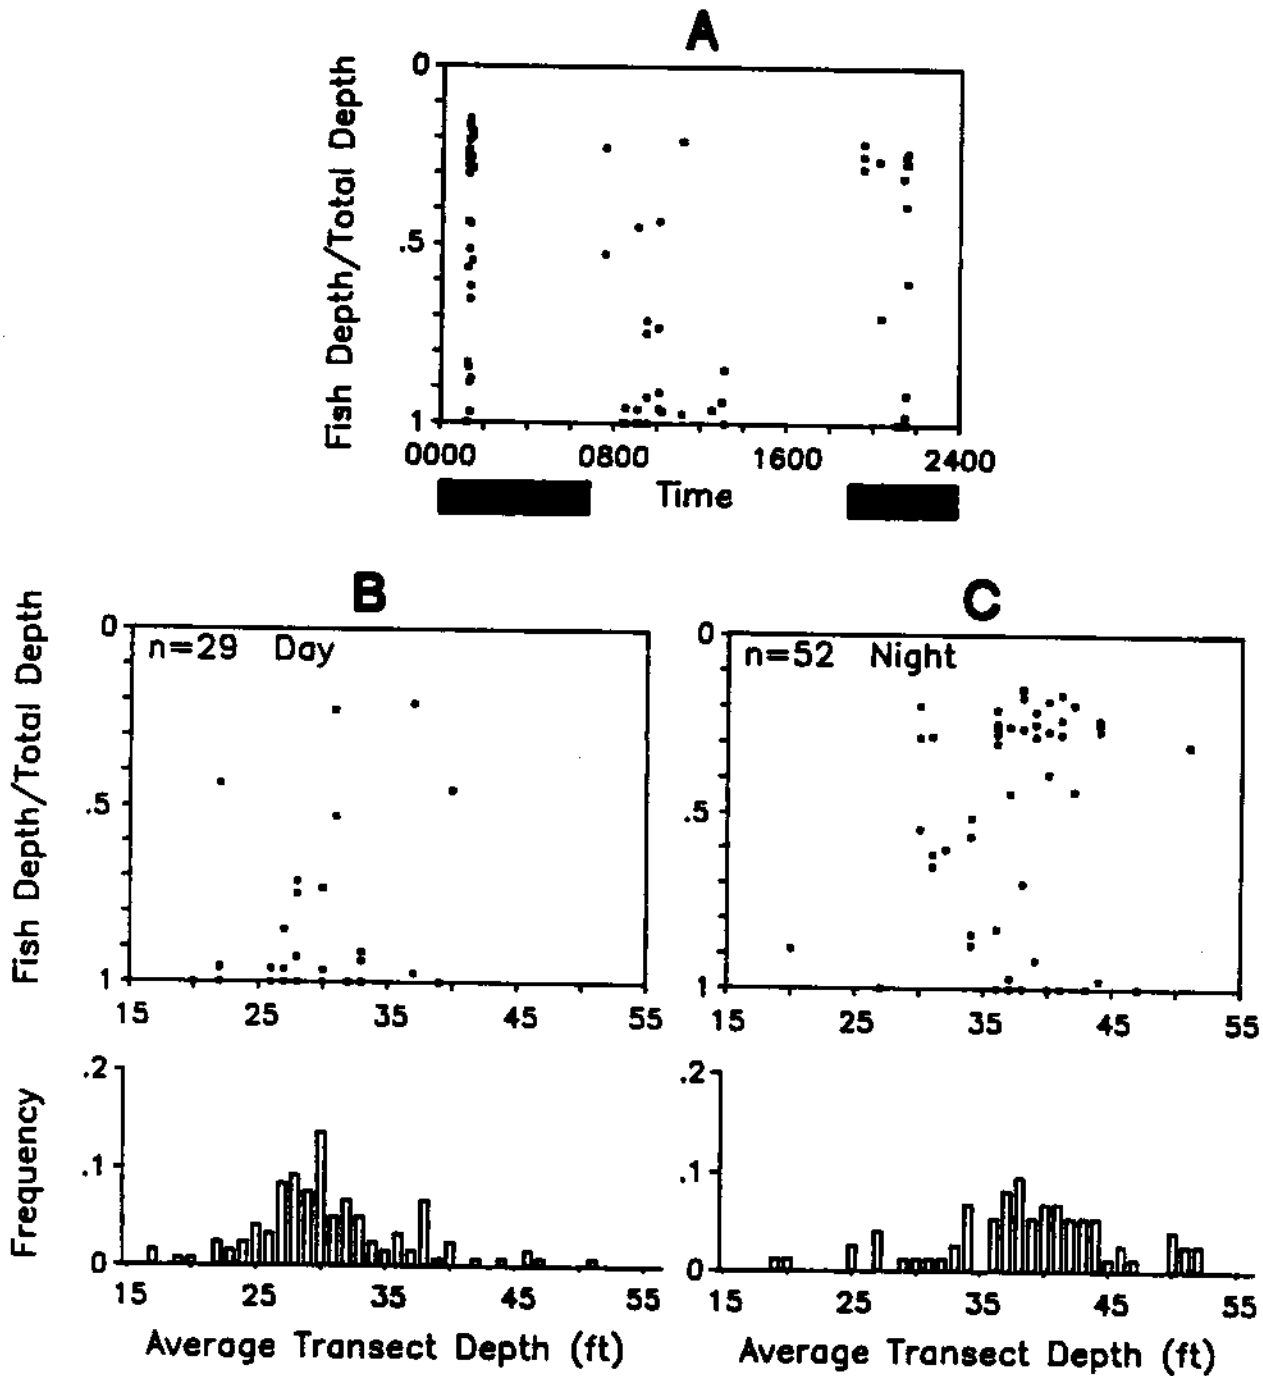 A
0
.5
1
Fish Depth/Total Depth
0000 0800 1600 2400
Time
B
0
.5
1
Fish Depth/Total Depth
n=29 Day
15 25 35 45 55
C
0
.5
1
n=52 Night
15 25 35 45 55
.2
.1
0
Frequency
15 25 35 45 55
Average Transect Depth (ft)
.2
.1
0
15 25 35 45 55
Average Transect Depth (ft)